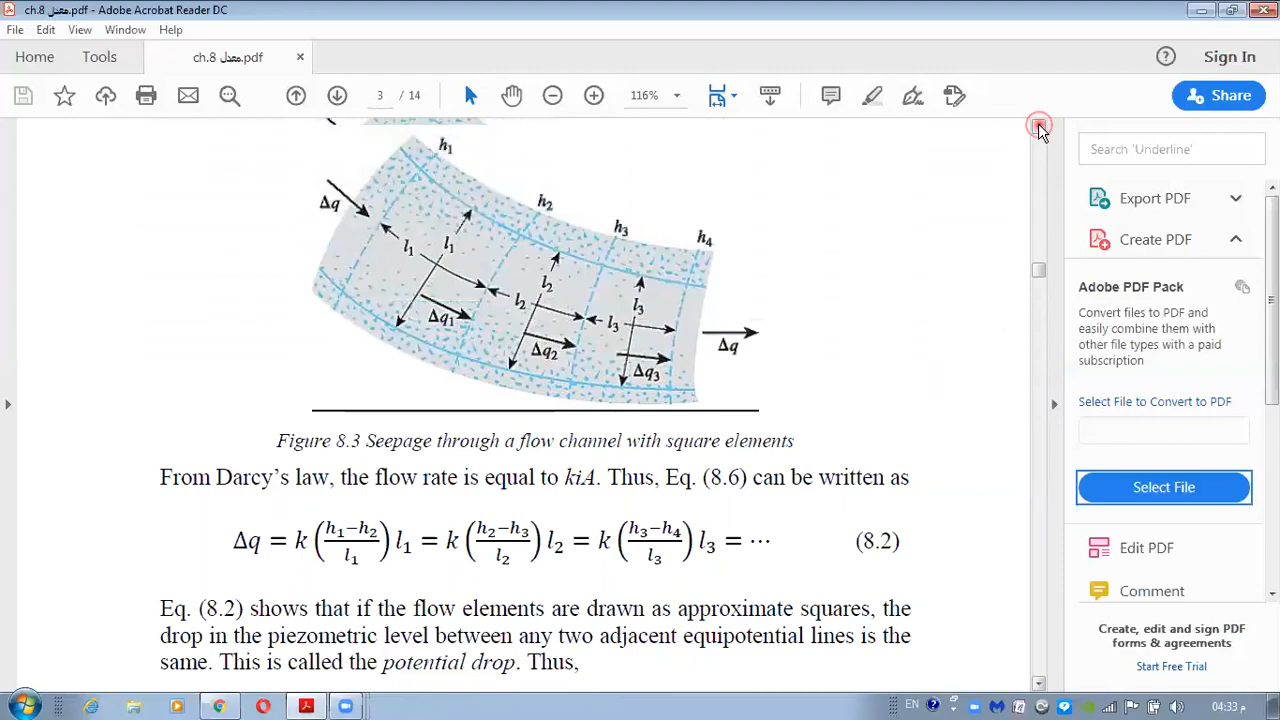 ch.8 معدل.pdf - Adobe Acrobat Reader DC
File Edit View Window Help
Home Tools ch.8 معدل.pdf × Sign In
3 / 14 116% Share
h1
h2
h3
h4
Δq
l1 l1
l2 l2
l3 l3
Δq1
Δq2
Δq3
Δq
Figure 8.3 Seepage through a flow channel with square elements
From Darcy's law, the flow rate is equal to kiA. Thus, Eq. (8.6) can be written as
Δq = k ((h1−h2)/l1) l1 = k ((h2−h3)/l2) l2 = k ((h3−h4)/l3) l3 = ⋯ (8.2)
Eq. (8.2) shows that if the flow elements are drawn as approximate squares, the
drop in the piezometric level between any two adjacent equipotential lines is the
same. This is called the potential drop. Thus,
Search 'Underline'
Export PDF
Create PDF
Adobe PDF Pack
Convert files to PDF and
easily combine them with
other file types with a paid
subscription
Select File to Convert to PDF
Select File
Edit PDF
Comment
Create, edit and sign PDF
forms & agreements
Start Free Trial
EN 04:33 م